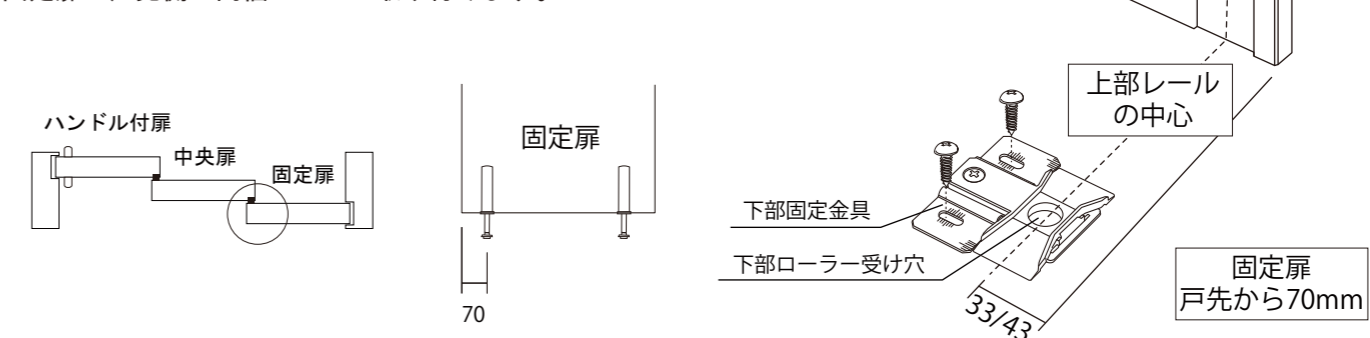 ハンドル付扉
中央扉
固定扉
固定扉
70
上部レール
の中心
下部固定金具
下部ローラー受け穴
33/43
固定扉
戸先から70mm